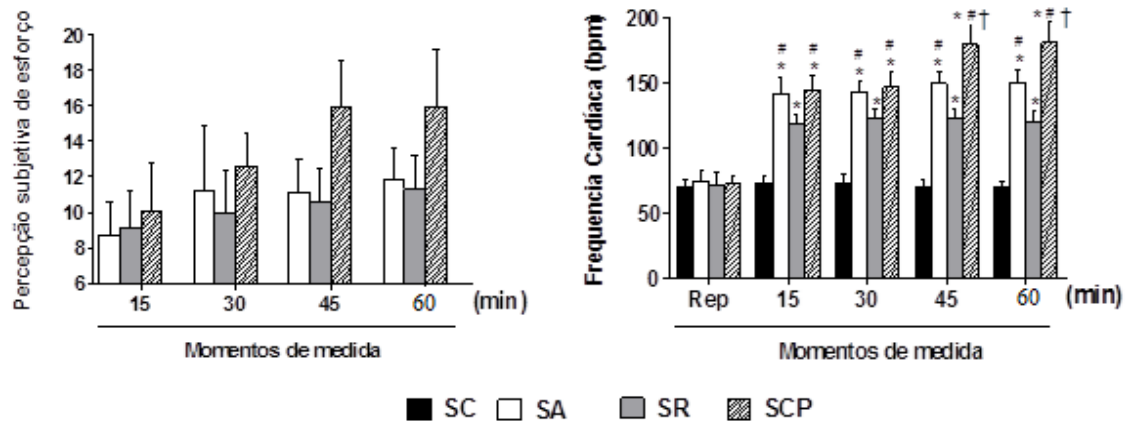 Percepção subjetiva de esforço
20
18
16
14
12
10
8
6
15 30 45 60 (min)
Momentos de medida
Frequencia Cardíaca (bpm)
200
150
100
50
0
# * * # * # * * # * # * * * # † # * * * # †
Rep 15 30 45 60 (min)
Momentos de medida
SC SA SR SCP